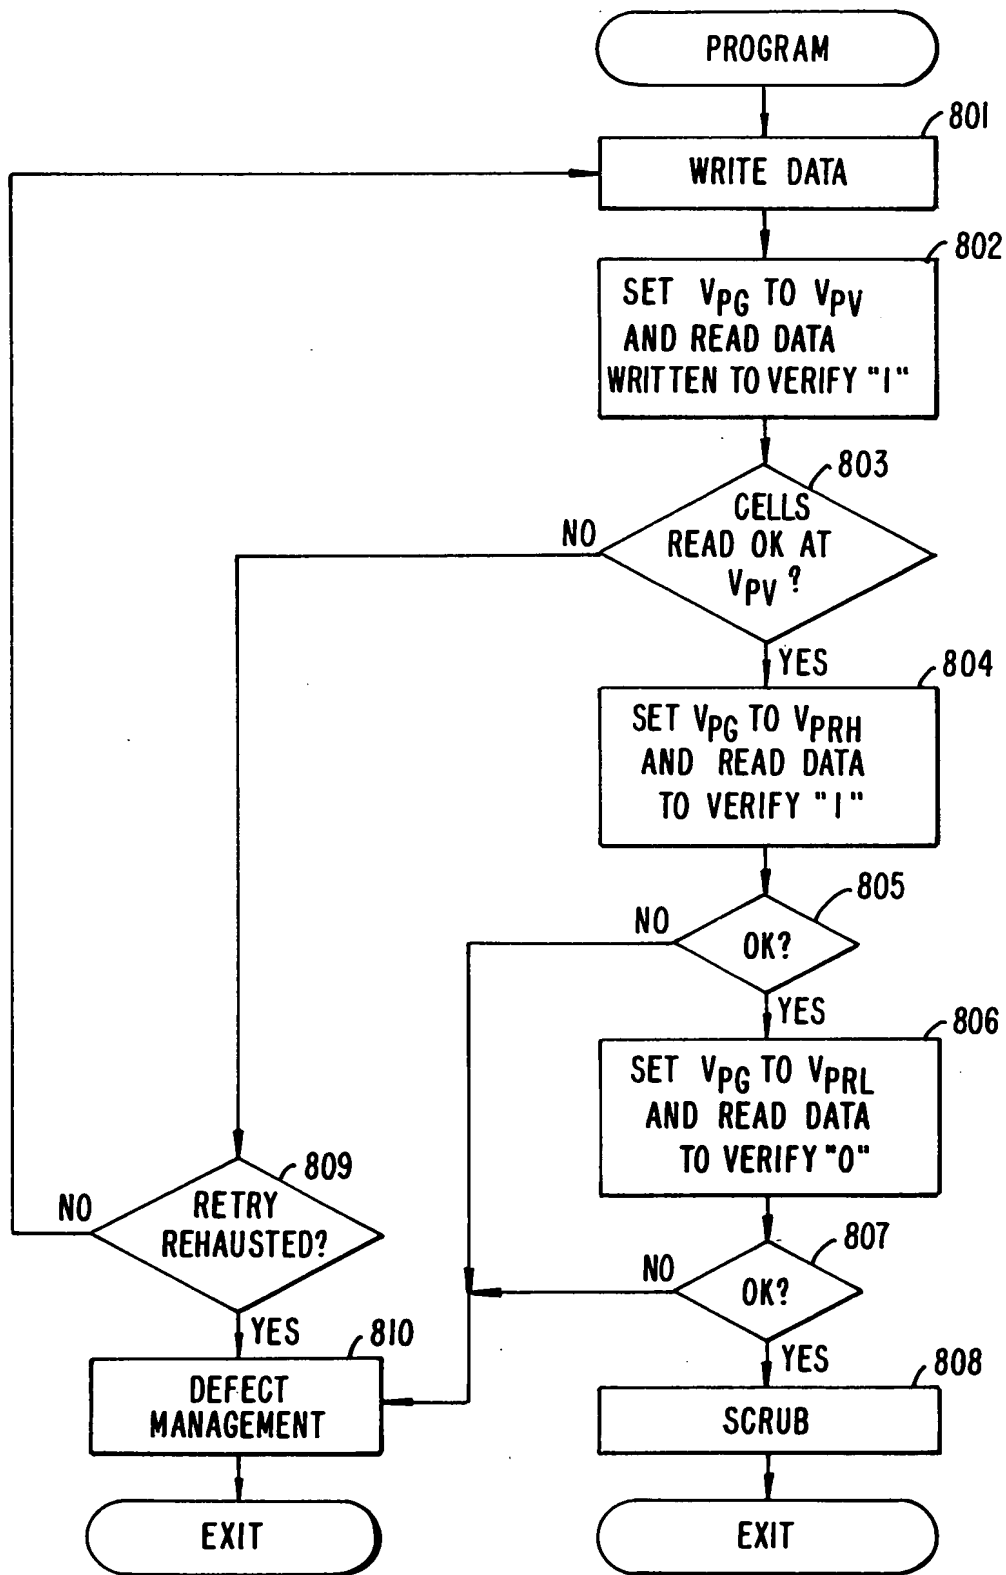 PROGRAM
801
WRITE DATA
802
SET VPG TO VPV
AND READ DATA
WRITTEN TO VERIFY "1"
803
CELLS
READ OK AT
VPV ?
NO
YES
804
SET VPG TO VPRH
AND READ DATA
TO VERIFY "1"
805
OK?
NO
YES
806
SET VPG TO VPRL
AND READ DATA
TO VERIFY "0"
807
OK?
NO
YES
808
SCRUB
EXIT
809
RETRY
REHAUSTED?
NO
YES
810
DEFECT
MANAGEMENT
EXIT